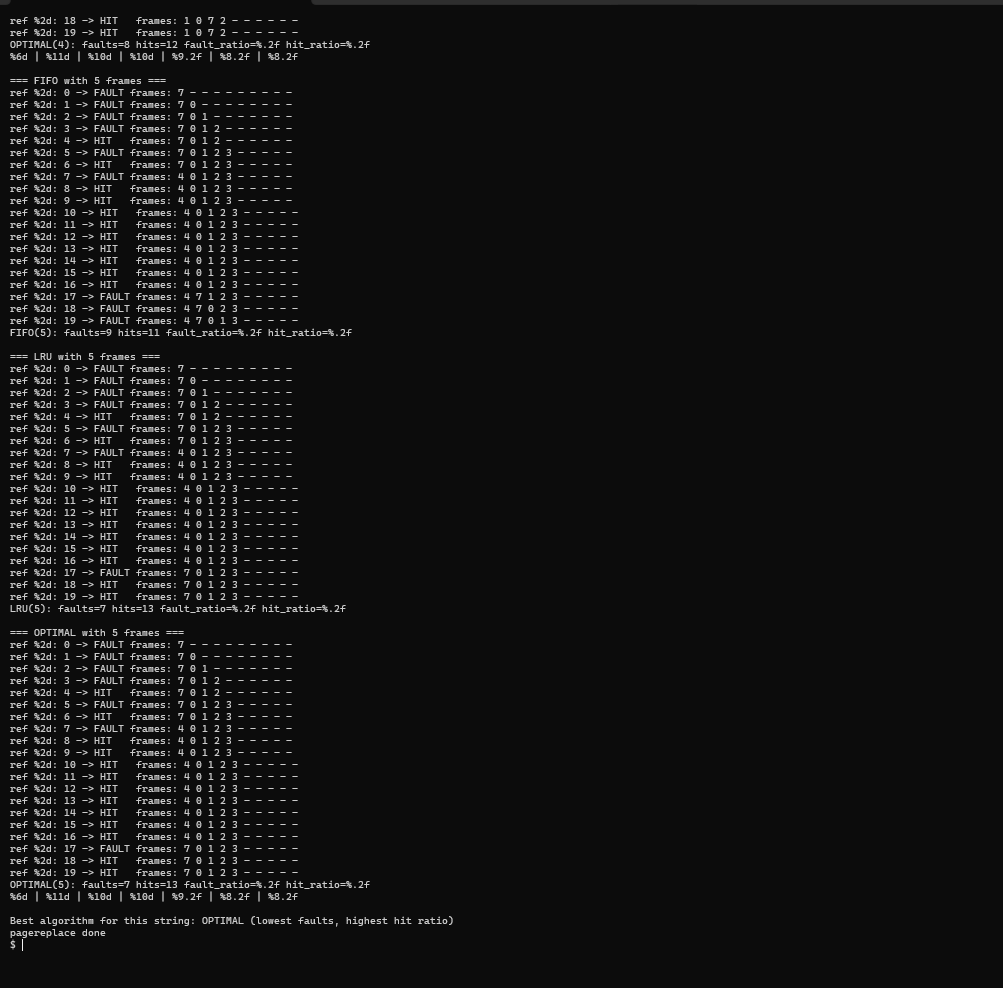 ref %2d: 18 -> HIT   frames: 1 0 7 2 - - - - - -
ref %2d: 19 -> HIT   frames: 1 0 7 2 - - - - - -
OPTIMAL(4): faults=8 hits=12 fault_ratio=%.2f hit_ratio=%.2f
%6d | %11d | %10d | %10d | %9.2f | %8.2f | %8.2f
=== FIFO with 5 frames ===
ref %2d: 0 -> FAULT frames: 7 - - - - - - - - -
ref %2d: 1 -> FAULT frames: 7 0 - - - - - - - -
ref %2d: 2 -> FAULT frames: 7 0 1 - - - - - - -
ref %2d: 3 -> FAULT frames: 7 0 1 2 - - - - - -
ref %2d: 4 -> HIT   frames: 7 0 1 2 - - - - - -
ref %2d: 5 -> FAULT frames: 7 0 1 2 3 - - - - -
ref %2d: 6 -> HIT   frames: 7 0 1 2 3 - - - - -
ref %2d: 7 -> FAULT frames: 4 0 1 2 3 - - - - -
ref %2d: 8 -> HIT   frames: 4 0 1 2 3 - - - - -
ref %2d: 9 -> HIT   frames: 4 0 1 2 3 - - - - -
ref %2d: 10 -> HIT   frames: 4 0 1 2 3 - - - - -
ref %2d: 11 -> HIT   frames: 4 0 1 2 3 - - - - -
ref %2d: 12 -> HIT   frames: 4 0 1 2 3 - - - - -
ref %2d: 13 -> HIT   frames: 4 0 1 2 3 - - - - -
ref %2d: 14 -> HIT   frames: 4 0 1 2 3 - - - - -
ref %2d: 15 -> HIT   frames: 4 0 1 2 3 - - - - -
ref %2d: 16 -> HIT   frames: 4 0 1 2 3 - - - - -
ref %2d: 17 -> FAULT frames: 4 7 1 2 3 - - - - -
ref %2d: 18 -> FAULT frames: 4 7 0 2 3 - - - - -
ref %2d: 19 -> FAULT frames: 4 7 0 1 3 - - - - -
FIFO(5): faults=9 hits=11 fault_ratio=%.2f hit_ratio=%.2f
=== LRU with 5 frames ===
ref %2d: 0 -> FAULT frames: 7 - - - - - - - - -
ref %2d: 1 -> FAULT frames: 7 0 - - - - - - - -
ref %2d: 2 -> FAULT frames: 7 0 1 - - - - - - -
ref %2d: 3 -> FAULT frames: 7 0 1 2 - - - - - -
ref %2d: 4 -> HIT   frames: 7 0 1 2 - - - - - -
ref %2d: 5 -> FAULT frames: 7 0 1 2 3 - - - - -
ref %2d: 6 -> HIT   frames: 7 0 1 2 3 - - - - -
ref %2d: 7 -> FAULT frames: 4 0 1 2 3 - - - - -
ref %2d: 8 -> HIT   frames: 4 0 1 2 3 - - - - -
ref %2d: 9 -> HIT   frames: 4 0 1 2 3 - - - - -
ref %2d: 10 -> HIT   frames: 4 0 1 2 3 - - - - -
ref %2d: 11 -> HIT   frames: 4 0 1 2 3 - - - - -
ref %2d: 12 -> HIT   frames: 4 0 1 2 3 - - - - -
ref %2d: 13 -> HIT   frames: 4 0 1 2 3 - - - - -
ref %2d: 14 -> HIT   frames: 4 0 1 2 3 - - - - -
ref %2d: 15 -> HIT   frames: 4 0 1 2 3 - - - - -
ref %2d: 16 -> HIT   frames: 4 0 1 2 3 - - - - -
ref %2d: 17 -> FAULT frames: 7 0 1 2 3 - - - - -
ref %2d: 18 -> HIT   frames: 7 0 1 2 3 - - - - -
ref %2d: 19 -> HIT   frames: 7 0 1 2 3 - - - - -
LRU(5): faults=7 hits=13 fault_ratio=%.2f hit_ratio=%.2f
=== OPTIMAL with 5 frames ===
ref %2d: 0 -> FAULT frames: 7 - - - - - - - - -
ref %2d: 1 -> FAULT frames: 7 0 - - - - - - - -
ref %2d: 2 -> FAULT frames: 7 0 1 - - - - - - -
ref %2d: 3 -> FAULT frames: 7 0 1 2 - - - - - -
ref %2d: 4 -> HIT   frames: 7 0 1 2 - - - - - -
ref %2d: 5 -> FAULT frames: 7 0 1 2 3 - - - - -
ref %2d: 6 -> HIT   frames: 7 0 1 2 3 - - - - -
ref %2d: 7 -> FAULT frames: 4 0 1 2 3 - - - - -
ref %2d: 8 -> HIT   frames: 4 0 1 2 3 - - - - -
ref %2d: 9 -> HIT   frames: 4 0 1 2 3 - - - - -
ref %2d: 10 -> HIT   frames: 4 0 1 2 3 - - - - -
ref %2d: 11 -> HIT   frames: 4 0 1 2 3 - - - - -
ref %2d: 12 -> HIT   frames: 4 0 1 2 3 - - - - -
ref %2d: 13 -> HIT   frames: 4 0 1 2 3 - - - - -
ref %2d: 14 -> HIT   frames: 4 0 1 2 3 - - - - -
ref %2d: 15 -> HIT   frames: 4 0 1 2 3 - - - - -
ref %2d: 16 -> HIT   frames: 4 0 1 2 3 - - - - -
ref %2d: 17 -> FAULT frames: 7 0 1 2 3 - - - - -
ref %2d: 18 -> HIT   frames: 7 0 1 2 3 - - - - -
ref %2d: 19 -> HIT   frames: 7 0 1 2 3 - - - - -
OPTIMAL(5): faults=7 hits=13 fault_ratio=%.2f hit_ratio=%.2f
%6d | %11d | %10d | %10d | %9.2f | %8.2f | %8.2f
Best algorithm for this string: OPTIMAL (lowest faults, highest hit ratio)
pagereplace done
$